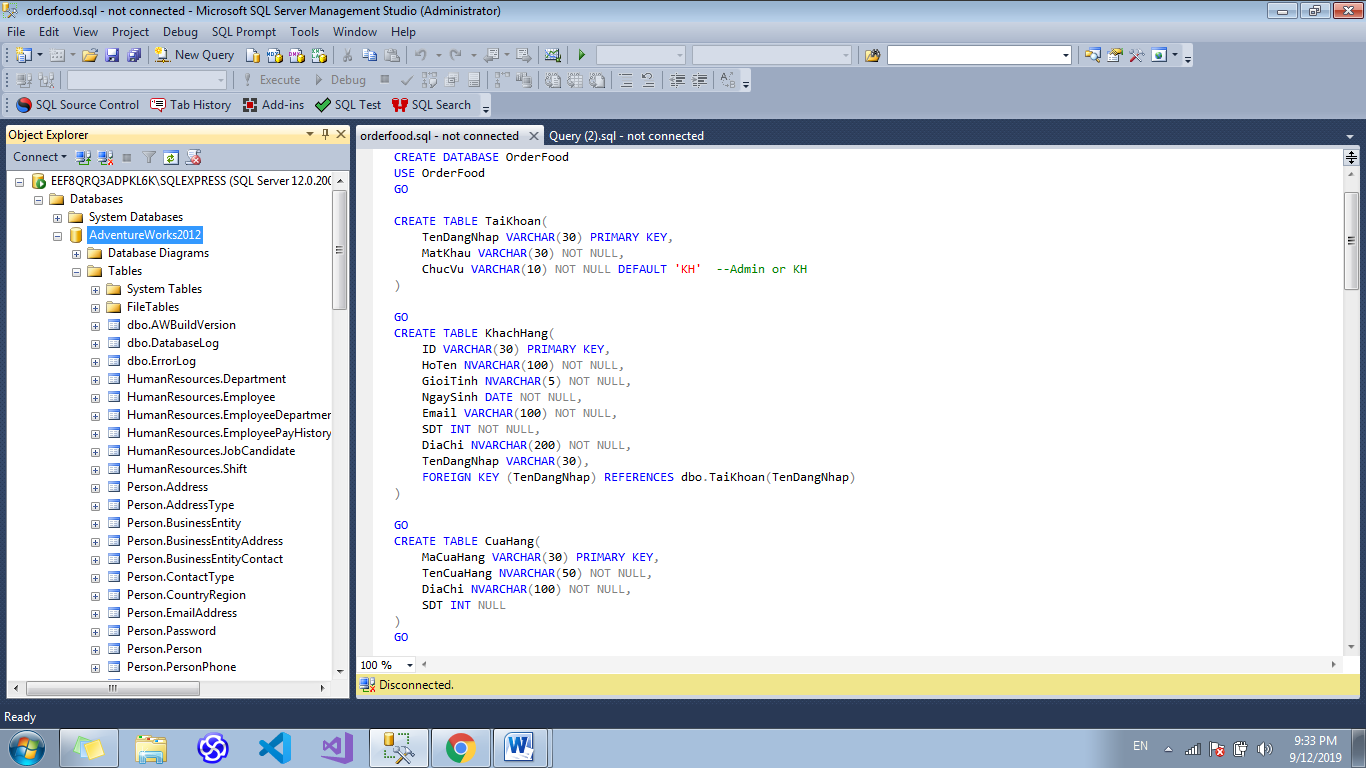 orderfood.sql - not connected - Microsoft SQL Server Management Studio (Administrator)
File Edit View Project Debug SQL Prompt Tools Window Help
New Query
Execute Debug
SQL Source Control Tab History Add-ins SQL Test SQL Search
Object Explorer
Connect
EEF8QRQ3ADPKL6K\SQLEXPRESS (SQL Server 12.0.200
Databases
System Databases
AdventureWorks2012
Database Diagrams
Tables
System Tables
FileTables
dbo.AWBuildVersion
dbo.DatabaseLog
dbo.ErrorLog
HumanResources.Department
HumanResources.Employee
HumanResources.EmployeeDepartmen
HumanResources.EmployeePayHistory
HumanResources.JobCandidate
HumanResources.Shift
Person.Address
Person.AddressType
Person.BusinessEntity
Person.BusinessEntityAddress
Person.BusinessEntityContact
Person.ContactType
Person.CountryRegion
Person.EmailAddress
Person.Password
Person.Person
Person.PersonPhone
orderfood.sql - not connected Query (2).sql - not connected
CREATE DATABASE OrderFood
USE OrderFood
GO
CREATE TABLE TaiKhoan(
TenDangNhap VARCHAR(30) PRIMARY KEY,
MatKhau VARCHAR(30) NOT NULL,
ChucVu VARCHAR(10) NOT NULL DEFAULT 'KH' --Admin or KH
)
GO
CREATE TABLE KhachHang(
ID VARCHAR(30) PRIMARY KEY,
HoTen NVARCHAR(100) NOT NULL,
GioiTinh NVARCHAR(5) NOT NULL,
NgaySinh DATE NOT NULL,
Email VARCHAR(100) NOT NULL,
SDT INT NOT NULL,
DiaChi NVARCHAR(200) NOT NULL,
TenDangNhap VARCHAR(30),
FOREIGN KEY (TenDangNhap) REFERENCES dbo.TaiKhoan(TenDangNhap)
)
GO
CREATE TABLE CuaHang(
MaCuaHang VARCHAR(30) PRIMARY KEY,
TenCuaHang NVARCHAR(50) NOT NULL,
DiaChi NVARCHAR(100) NOT NULL,
SDT INT NULL
)
GO
100 %
Disconnected.
Ready
EN
9:33 PM
9/12/2019